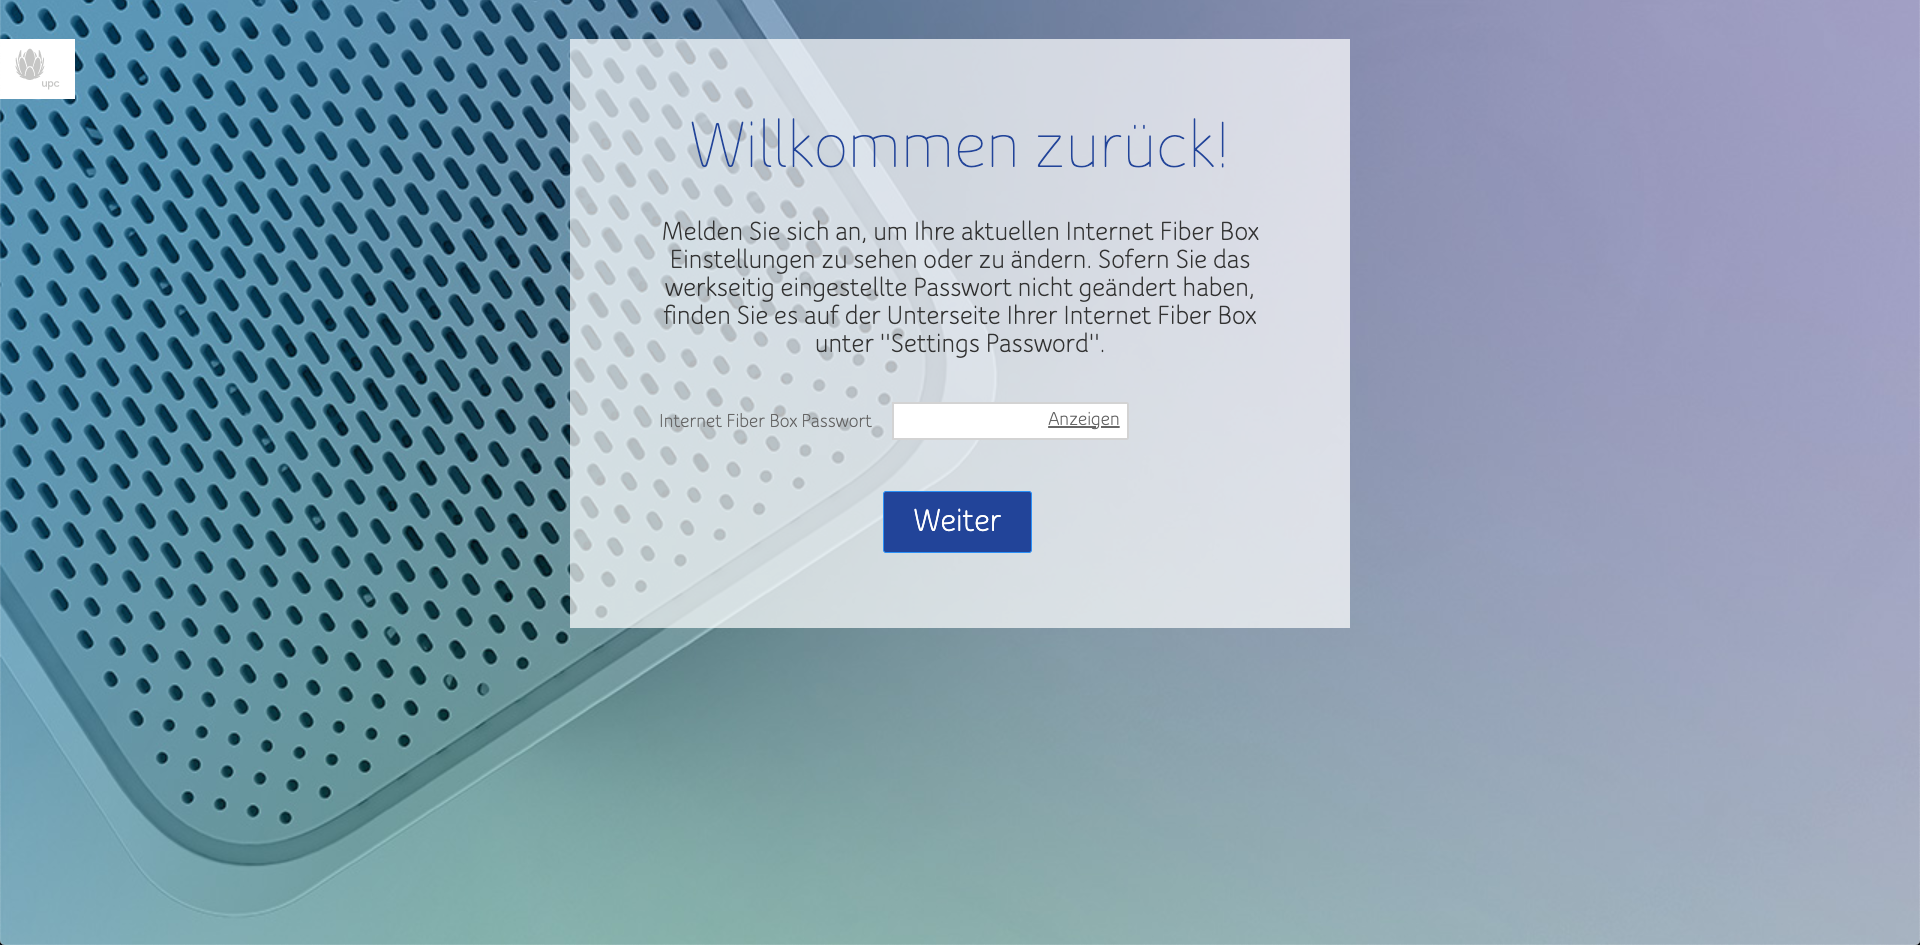 upc
Willkommen zurück!
Melden Sie sich an, um Ihre aktuellen Internet Fiber Box
Einstellungen zu sehen oder zu ändern. Sofern Sie das
werkseitig eingestellte Passwort nicht geändert haben,
finden Sie es auf der Unterseite Ihrer Internet Fiber Box
unter "Settings Password".
Internet Fiber Box Passwort Anzeigen
Weiter